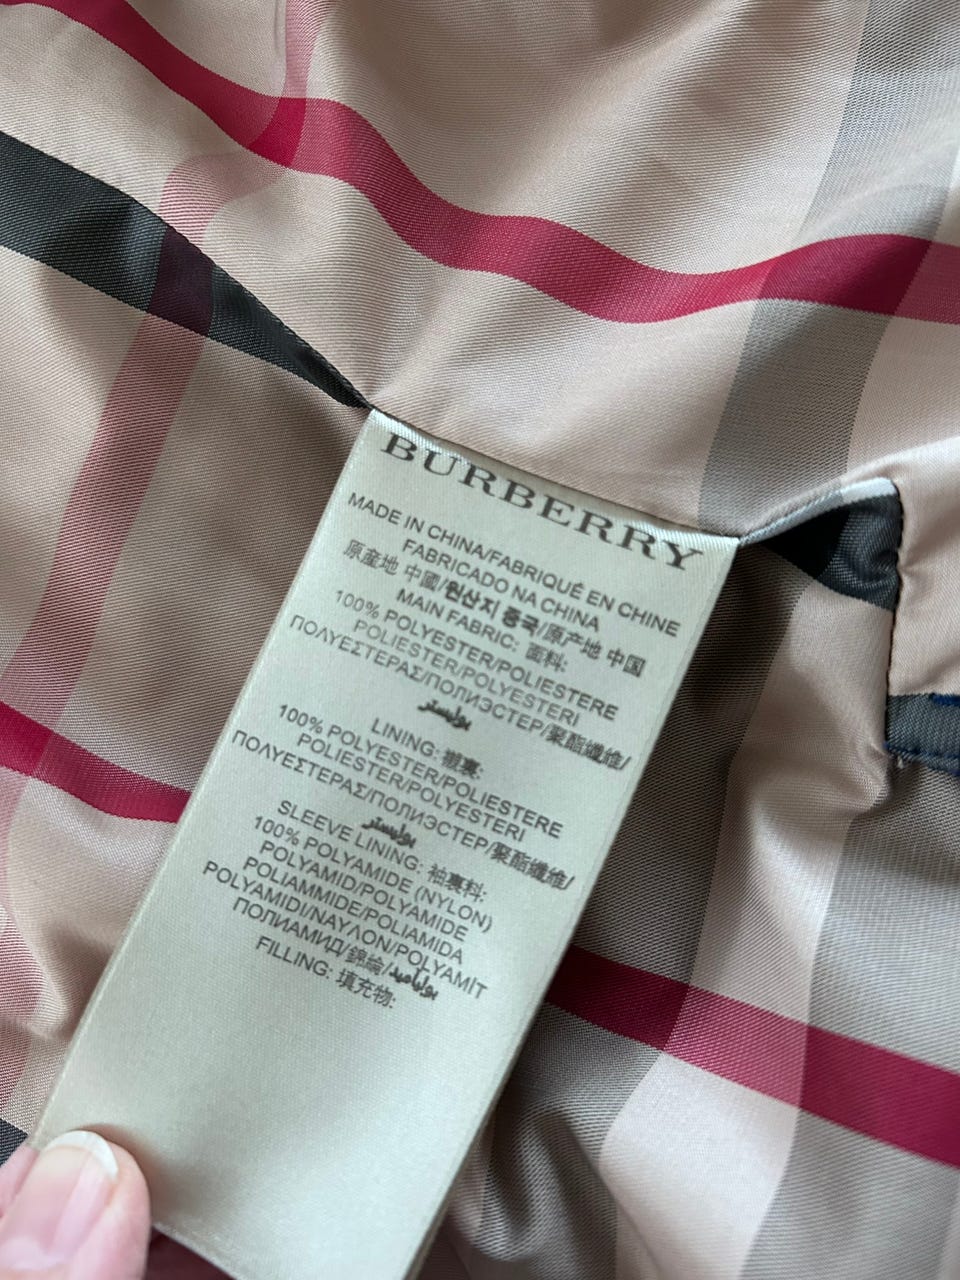 BURBERRY
MADE IN CHINA/FABRIQUÉ EN CHINE
FABRICADO NA CHINA
原產地 中國/원산지 중국/原产地 中国
MAIN FABRIC: 面料:
100% POLYESTER/POLIESTERE
POLIESTER/POLYESTERI
ΠΟΛΥΕΣΤΕΡΑΣ/ПОЛИЭСТЕР/聚酯纖維/
بوليستر
LINING: 襯裏:
100% POLYESTER/POLIESTERE
POLIESTER/POLYESTERI
ΠΟΛΥΕΣΤΕΡΑΣ/ПОЛИЭСТЕР/聚酯纖維/
بوليستر
SLEEVE LINING: 袖裏料:
100% POLYAMIDE (NYLON)
POLYAMID/POLYAMIDE
POLIAMMIDE/POLIAMIDA
POLYAMIDI/ΝΑΥΛΟΝ/POLYAMİT
ПОЛИАМИД/錦綸/بولياميد
FILLING: 填充物: